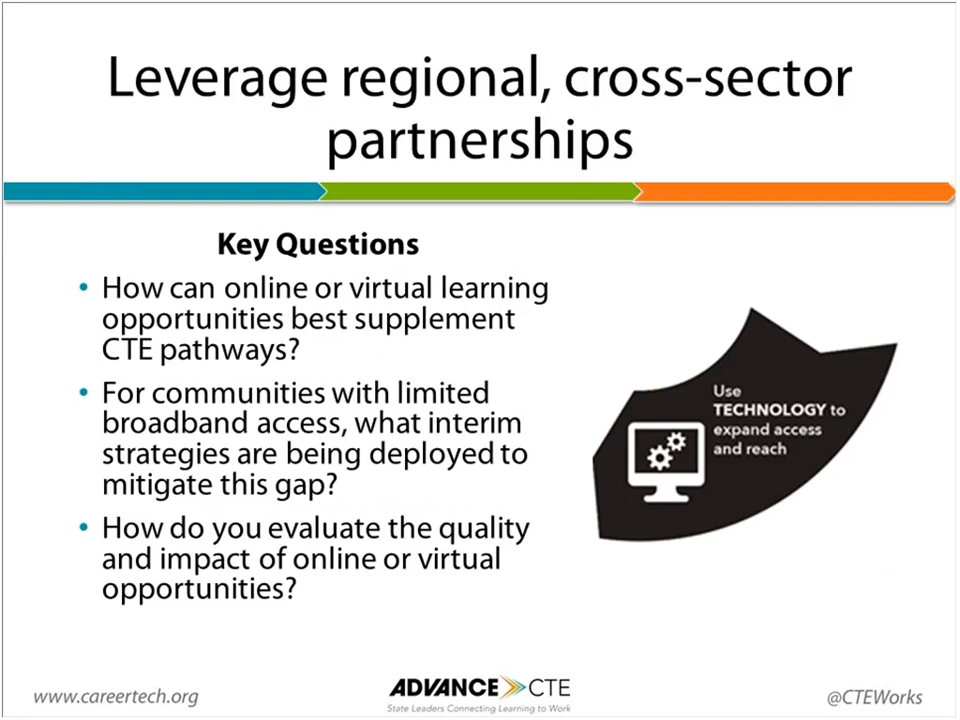 Leverage regional, cross-sector
partnerships
Key Questions
• How can online or virtual learning
opportunities best supplement
CTE pathways?
• For communities with limited
broadband access, what interim
strategies are being deployed to
mitigate this gap?
• How do you evaluate the quality
and impact of online or virtual
opportunities?
Use
TECHNOLOGY to
expand access
and reach
www.careertech.org
ADVANCE CTE
State Leaders Connecting Learning to Work
@CTEWorks